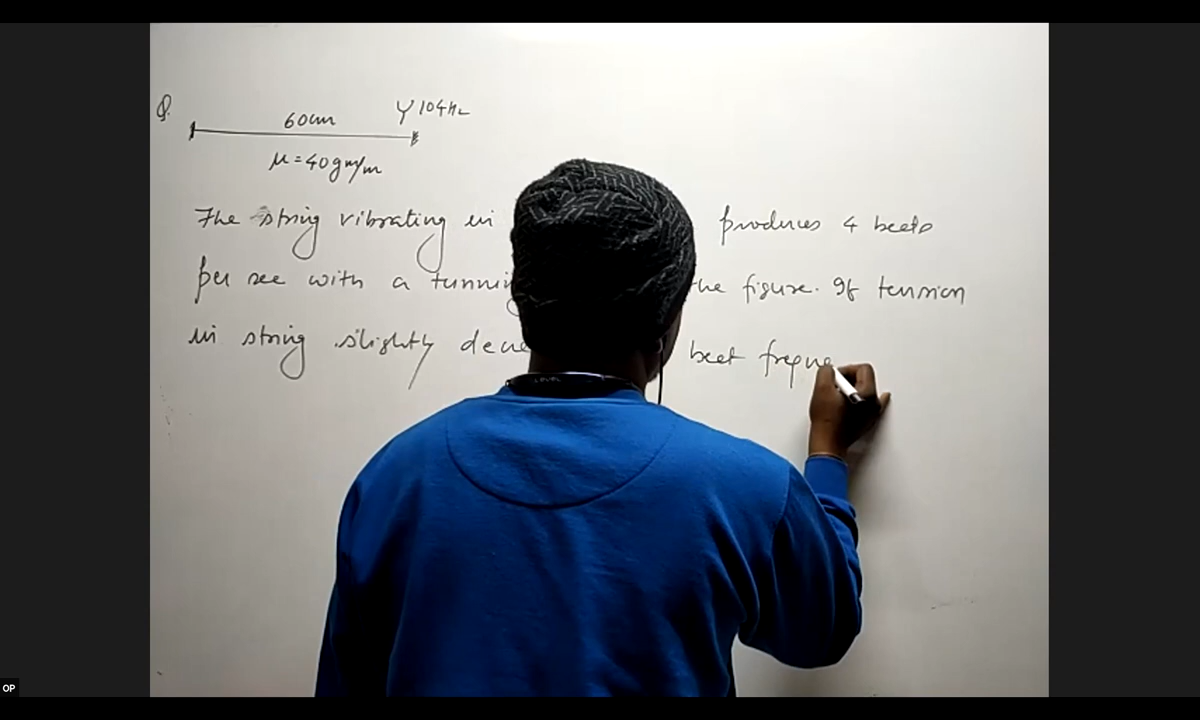 Q.
60cm
104Hz
μ = 40gm/m
The string vibrating in produces 4 beats
per sec with a tunning the figure. If tension
in string slightly beat freque
OP